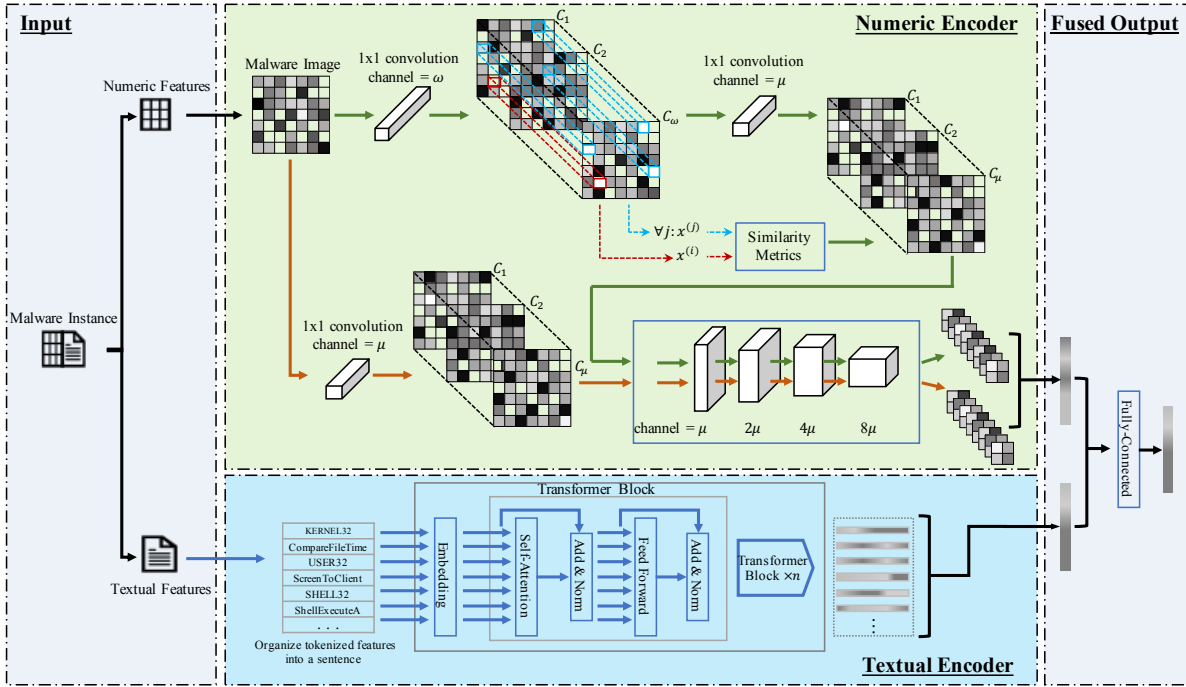 Input
Numeric Features
Malware Instance
Textual Features
Numeric Encoder
Malware Image
1x1 convolution
channel = ω
C₁
C₂
C_ω
1x1 convolution
channel = μ
C₁
C₂
C_μ
∀j: x^(j)
x^(i)
Similarity
Metrics
1x1 convolution
channel = μ
C₁
C₂
C_μ
channel = μ
2μ
4μ
8μ
Textual Encoder
KERNEL32
CompareFileTime
USER32
ScreenToClient
SHELL32
ShellExecuteA
. . .
Organize tokenized features
into a sentence
Transformer Block
Embedding
Self-Attention
Add & Norm
Feed Forward
Add & Norm
Transformer
Block ×n
Fused Output
Fully-Connected